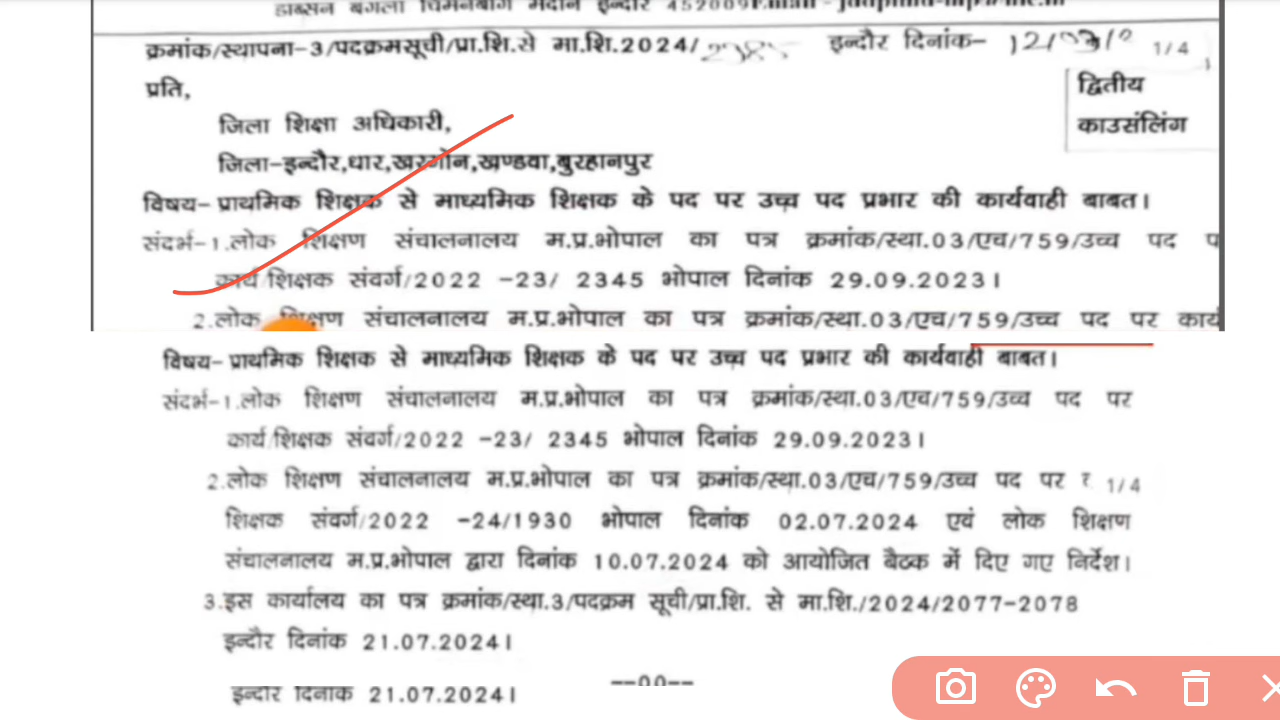 डाब्सन बंगला चिमनबाग मैदान इन्दौर 452009
क्रमांक/स्थापना-3/पदक्रमसूची/प्रा.शि.से मा.शि.2024/ इन्दौर दिनांक- 1/4
प्रति,
द्वितीय
काउसंलिंग
जिला शिक्षा अधिकारी,
जिला-इन्दौर,धार,खरगोन,खण्डवा,बुरहानपुर
विषय- प्राथमिक शिक्षक से माध्यमिक शिक्षक के पद पर उच्च पद प्रभार की कार्यवाही बाबत।
संदर्भ-1.लोक शिक्षण संचालनालय म.प्र.भोपाल का पत्र क्रमांक/स्था.03/एच/759/उच्च पद प
कार्य/शिक्षक संवर्ग/2022 -23/ 2345 भोपाल दिनांक 29.09.2023।
2.लोक शिक्षण संचालनालय म.प्र.भोपाल का पत्र क्रमांक/स्था.03/एच/759/उच्च पद पर कार्य
विषय- प्राथमिक शिक्षक से माध्यमिक शिक्षक के पद पर उच्च पद प्रभार की कार्यवाही बाबत।
संदर्भ-1.लोक शिक्षण संचालनालय म.प्र.भोपाल का पत्र क्रमांक/स्था.03/एच/759/उच्च पद पर
कार्य/शिक्षक संवर्ग/2022 -23/ 2345 भोपाल दिनांक 29.09.2023।
2.लोक शिक्षण संचालनालय म.प्र.भोपाल का पत्र क्रमांक/स्था.03/एच/759/उच्च पद पर 1/4
शिक्षक संवर्ग/2022 -24/1930 भोपाल दिनांक 02.07.2024 एवं लोक शिक्षण
संचालनालय म.प्र.भोपाल द्वारा दिनांक 10.07.2024 को आयोजित बैठक में दिए गए निर्देश।
3.इस कार्यालय का पत्र क्रमांक/स्था.3/पदक्रम सूची/प्रा.शि. से मा.शि./2024/2077-2078
इन्दौर दिनांक 21.07.2024।
--00--
इन्दौर दिनांक 21.07.2024।